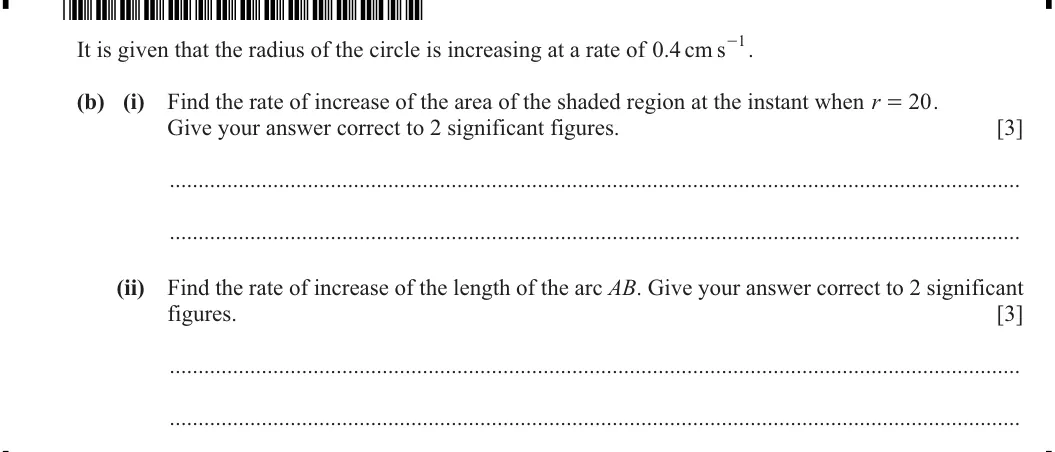 It is given that the radius of the circle is increasing at a rate of 0.4 cm s⁻¹.
(b) (i) Find the rate of increase of the area of the shaded region at the instant when r = 20.
Give your answer correct to 2 significant figures. [3]
....................................................................................................
....................................................................................................
(ii) Find the rate of increase of the length of the arc AB. Give your answer correct to 2 significant
figures. [3]
....................................................................................................
....................................................................................................